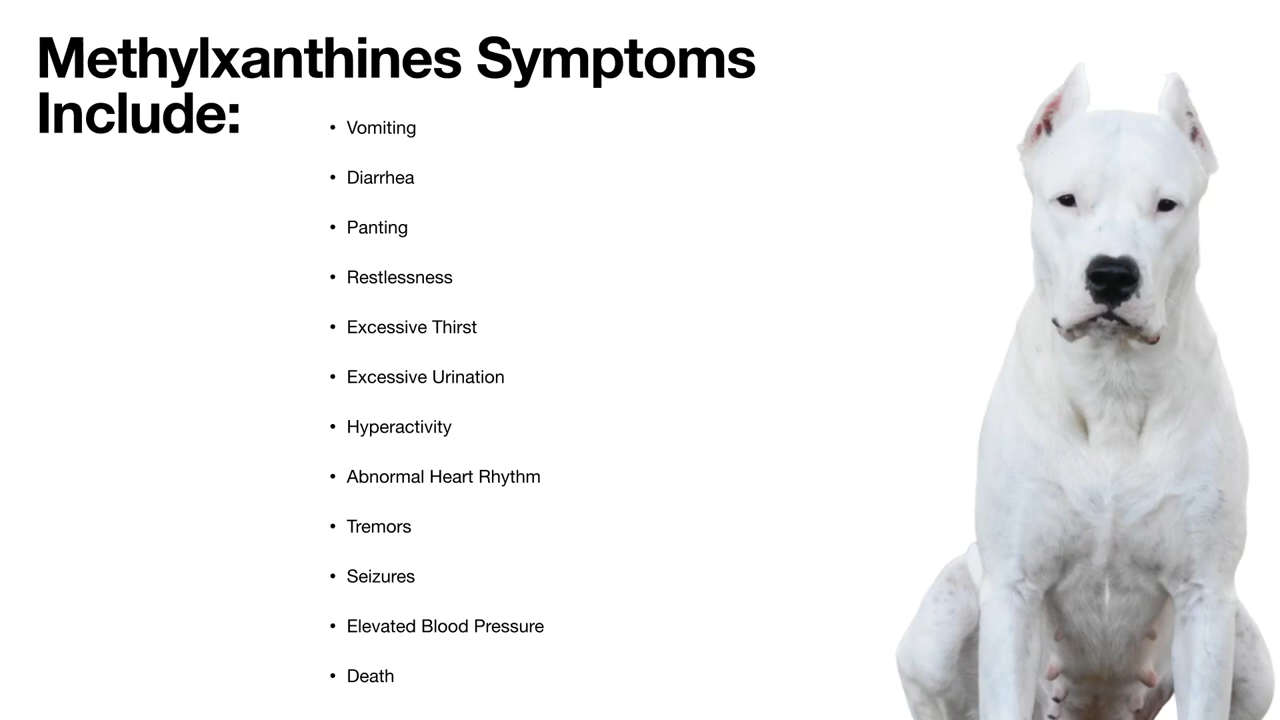 Methylxanthines Symptoms
Include:
• Vomiting
• Diarrhea
• Panting
• Restlessness
• Excessive Thirst
• Excessive Urination
• Hyperactivity
• Abnormal Heart Rhythm
• Tremors
• Seizures
• Elevated Blood Pressure
• Death